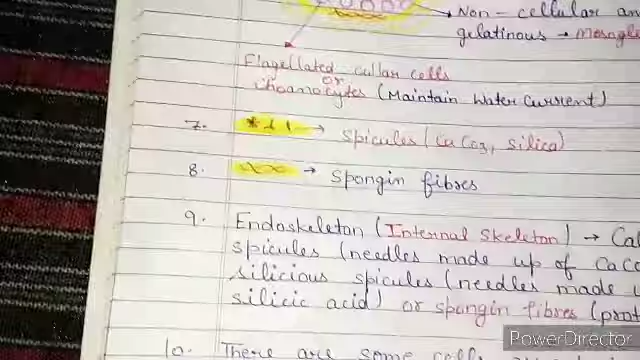 Non-cellular an
gelatinous → Mesogle
Flagellated collar cells
or
choanocytes (Maintain water current)
7. → Spicules (CaCO3, silica)
8. → Spongin fibres
9. Endoskeleton (Internal Skeleton) → Cal
spicules (needles made up of CaCo
silicious spicules (needles made u
silicic acid) or spongin fibres (prot
10. There are some cells
PowerDirector